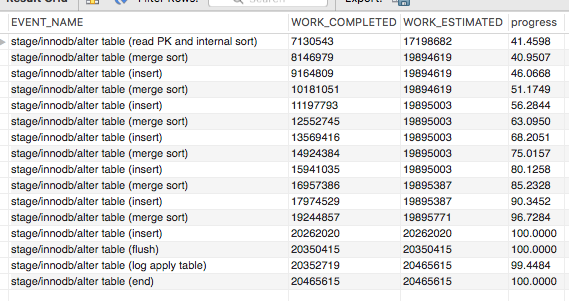 Result Grid Filter Rows: Search Export:
EVENT_NAME WORK_COMPLETED WORK_ESTIMATED progress
stage/innodb/alter table (read PK and internal sort) 7130543 17198682 41.4598
stage/innodb/alter table (merge sort) 8146979 19894619 40.9507
stage/innodb/alter table (insert) 9164809 19894619 46.0668
stage/innodb/alter table (merge sort) 10181051 19894619 51.1749
stage/innodb/alter table (insert) 11197793 19895003 56.2844
stage/innodb/alter table (merge sort) 12552745 19895003 63.0950
stage/innodb/alter table (insert) 13569416 19895003 68.2051
stage/innodb/alter table (merge sort) 14924384 19895003 75.0157
stage/innodb/alter table (insert) 15941035 19895003 80.1258
stage/innodb/alter table (merge sort) 16957386 19895387 85.2328
stage/innodb/alter table (insert) 17974529 19895387 90.3452
stage/innodb/alter table (merge sort) 19244857 19895771 96.7284
stage/innodb/alter table (insert) 20262020 20262020 100.0000
stage/innodb/alter table (flush) 20350415 20350415 100.0000
stage/innodb/alter table (log apply table) 20352719 20465615 99.4484
stage/innodb/alter table (end) 20465615 20465615 100.0000